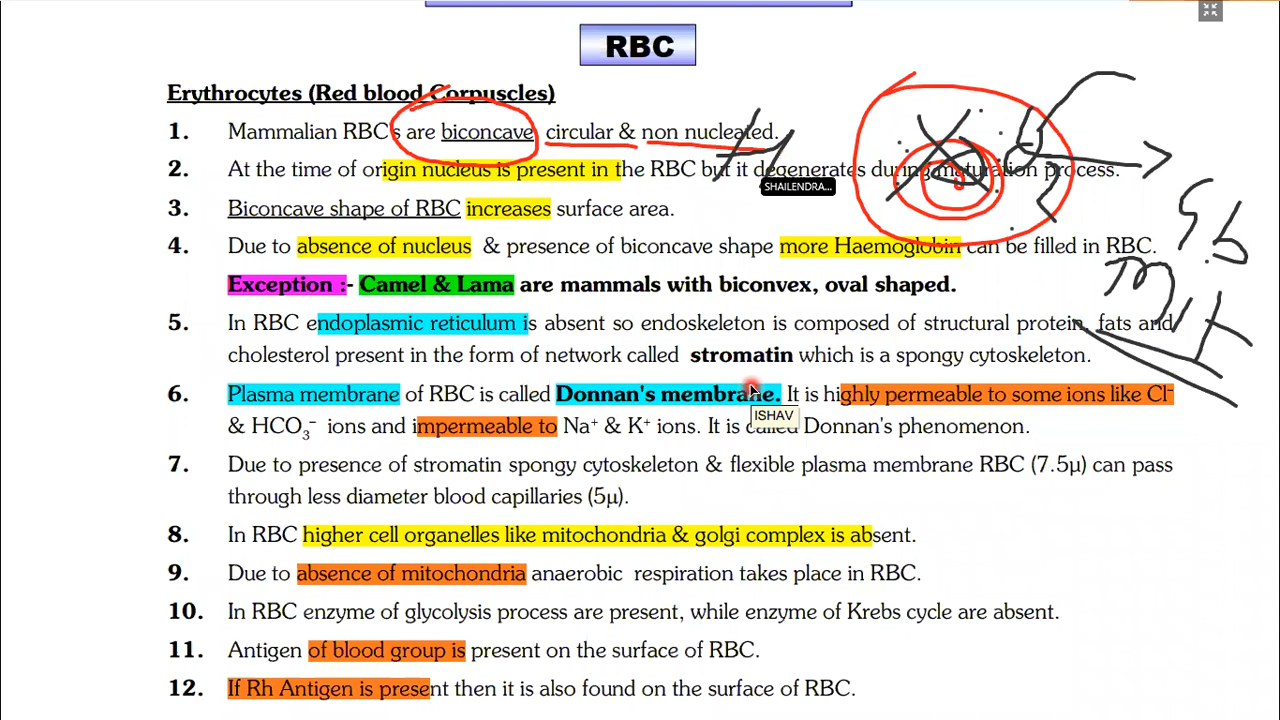 RBC
Erythrocytes (Red blood Corpuscles)
1. Mammalian RBC's are biconcave, circular & non nucleated.
2. At the time of origin nucleus is present in the RBC but it degenerates during maturation process.
SHAILENDRA...
3. Biconcave shape of RBC increases surface area.
4. Due to absence of nucleus & presence of biconcave shape more Haemoglobin can be filled in RBC.
Exception :- Camel & Lama are mammals with biconvex, oval shaped.
5. In RBC endoplasmic reticulum is absent so endoskeleton is composed of structural protein, fats and
cholesterol present in the form of network called stromatin which is a spongy cytoskeleton.
6. Plasma membrane of RBC is called Donnan's membrane. It is highly permeable to some ions like Cl⁻
ISHAV
& HCO₃⁻ ions and impermeable to Na⁺ & K⁺ ions. It is called Donnan's phenomenon.
7. Due to presence of stromatin spongy cytoskeleton & flexible plasma membrane RBC (7.5μ) can pass
through less diameter blood capillaries (5μ).
8. In RBC higher cell organelles like mitochondria & golgi complex is absent.
9. Due to absence of mitochondria anaerobic respiration takes place in RBC.
10. In RBC enzyme of glycolysis process are present, while enzyme of Krebs cycle are absent.
11. Antigen of blood group is present on the surface of RBC.
12. If Rh Antigen is present then it is also found on the surface of RBC.